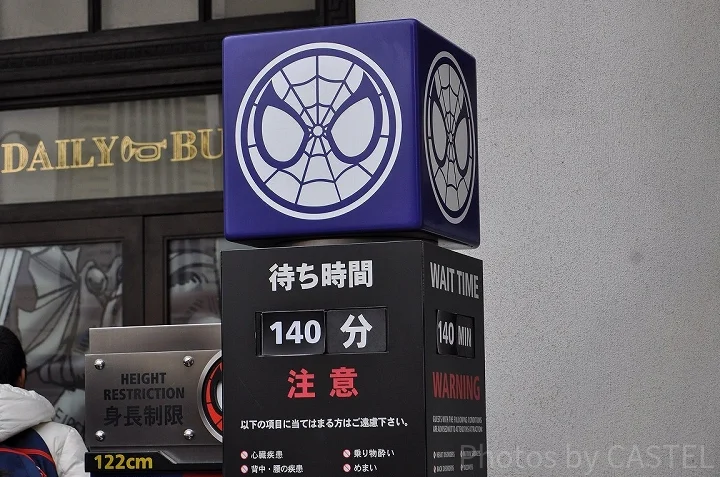 DAILY BU
待ち時間
140 分
注意
以下の項目に当てはまる方はご遠慮下さい。
心臓疾患
乗り物酔い
背中・腰の疾患
めまい
WAIT TIME
140 MIN
WARNING
HEIGHT
RESTRICTION
身長制限
122cm
Photos by CASTEL